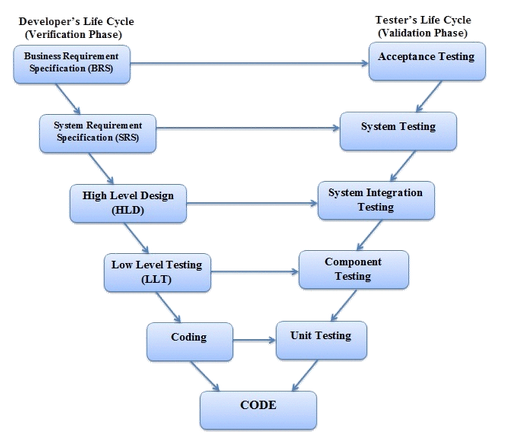 Developer's Life Cycle
(Verification Phase)
Tester's Life Cycle
(Validation Phase)
Business Requirement
Specification (BRS)
Acceptance Testing
System Requirement
Specification (SRS)
System Testing
High Level Design
(HLD)
System Integration
Testing
Low Level Testing
(LLT)
Component
Testing
Coding
Unit Testing
CODE